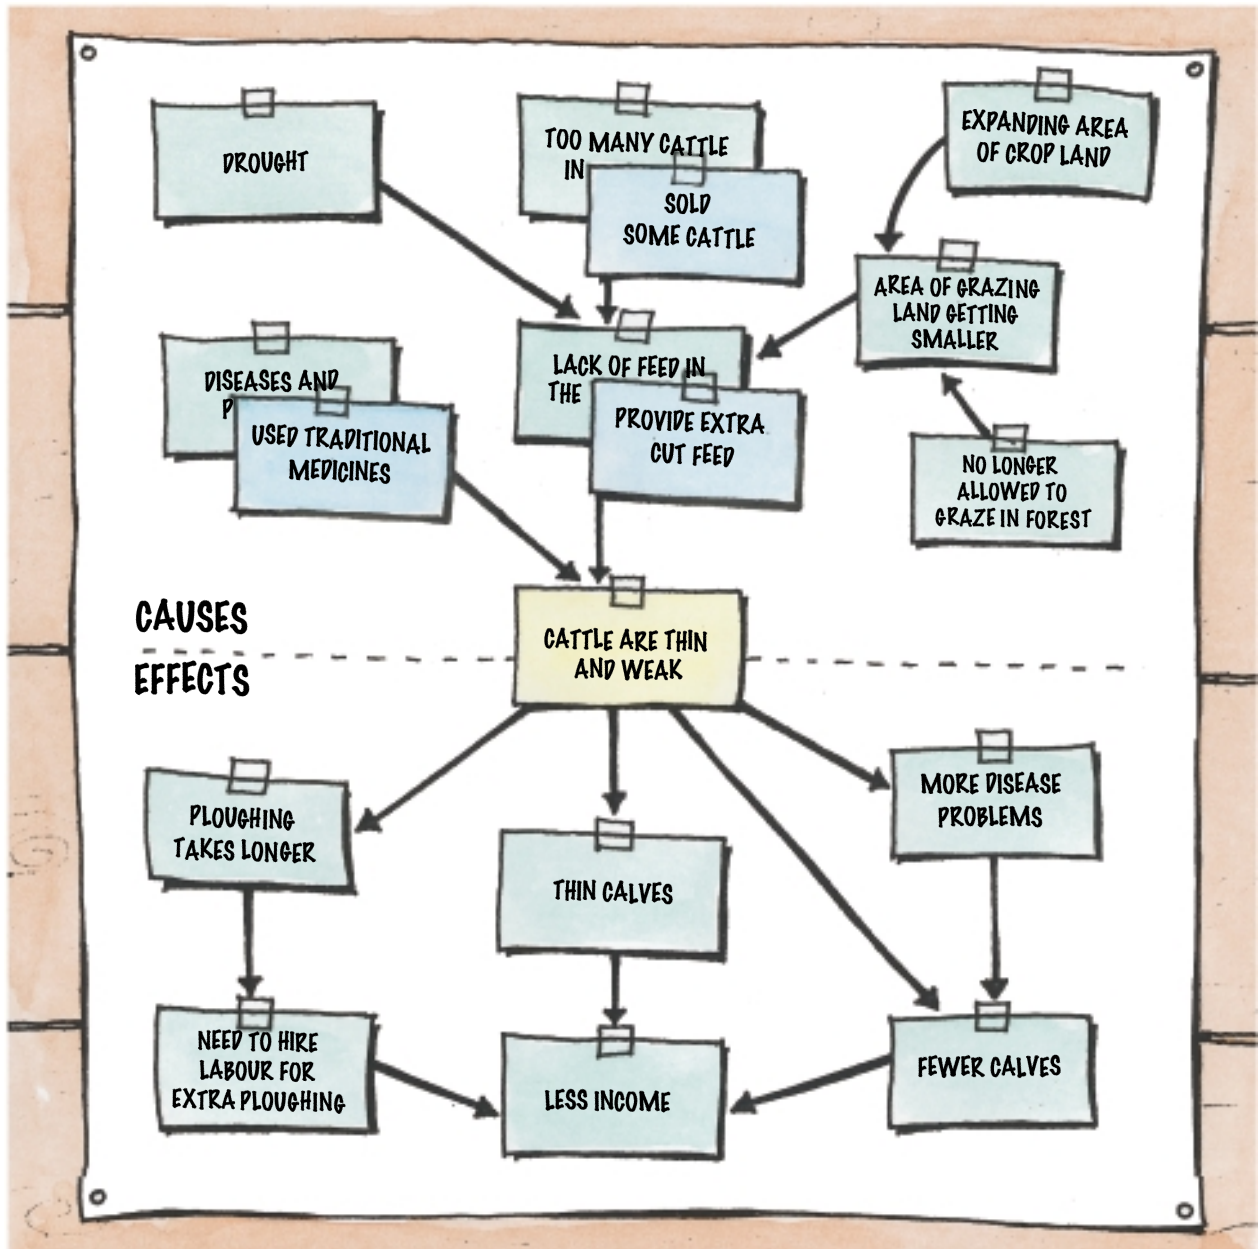 DROUGHT
TOO MANY CATTLE
IN
SOLD
SOME CATTLE
EXPANDING AREA
OF CROP LAND
AREA OF GRAZING
LAND GETTING
SMALLER
DISEASES AND
P
USED TRADITIONAL
MEDICINES
LACK OF FEED IN
THE
PROVIDE EXTRA
CUT FEED
NO LONGER
ALLOWED TO
GRAZE IN FOREST
CAUSES
EFFECTS
CATTLE ARE THIN
AND WEAK
PLOUGHING
TAKES LONGER
THIN CALVES
MORE DISEASE
PROBLEMS
NEED TO HIRE
LABOUR FOR
EXTRA PLOUGHING
LESS INCOME
FEWER CALVES